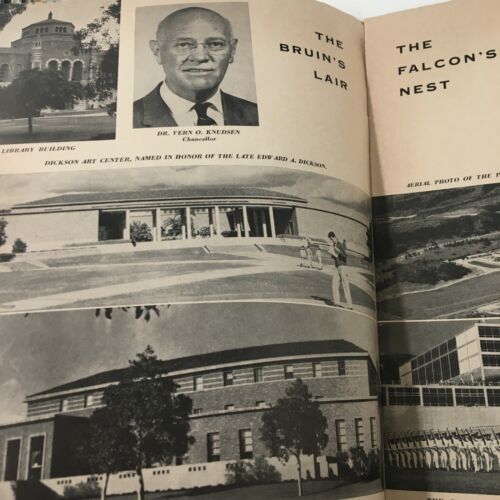 THE
BRUIN'S
LAIR
THE
FALCON'S
NEST
LIBRARY BUILDING
DR. VERN O. KNUDSEN
Chancellor
DICKSON ART CENTER, NAMED IN HONOR OF THE LATE EDWARD A. DICKSON.
AERIAL PHOTO OF THE P